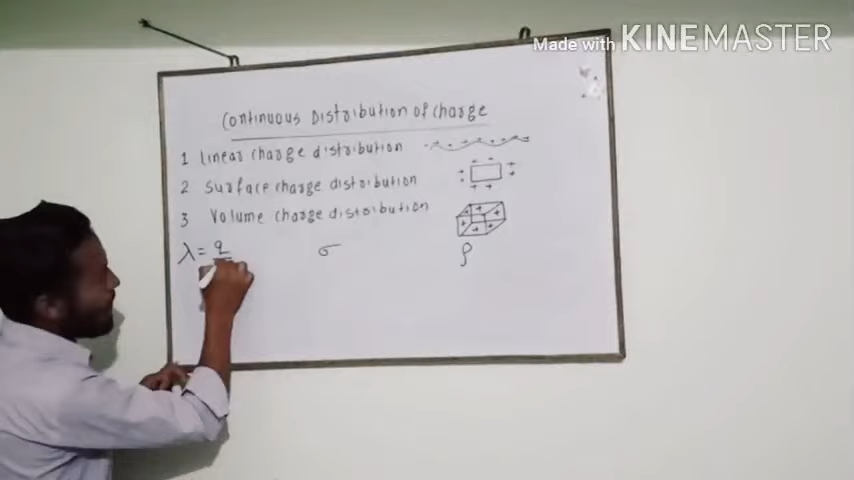 Made with KINEMASTER
Continuous Distribution of charge
1 linear charge distribution
2 Surface charge distribution
3 Volume charge distribution
λ = q
σ
ρ